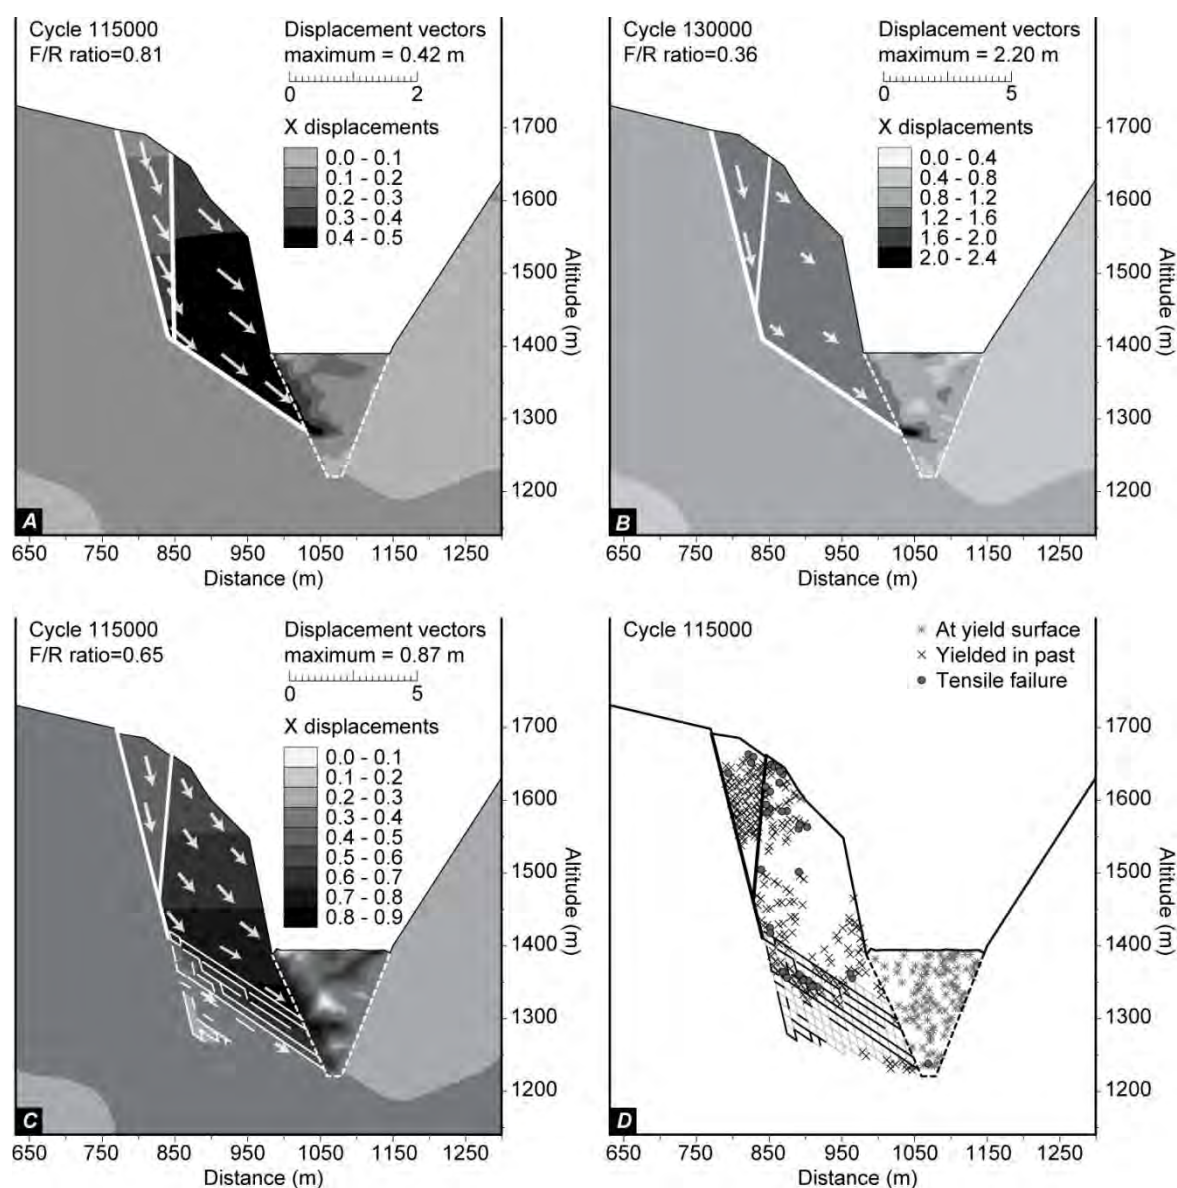 Cycle 115000
F/R ratio=0.81
Displacement vectors
maximum = 0.42 m
0 2
X displacements
0.0 - 0.1
0.1 - 0.2
0.2 - 0.3
0.3 - 0.4
0.4 - 0.5
1700
1600
1500
1400
1300
1200
Altitude (m)
A
650 750 850 950 1050 1150 1250
Distance (m)
Cycle 130000
F/R ratio=0.36
Displacement vectors
maximum = 2.20 m
0 5
X displacements
0.0 - 0.4
0.4 - 0.8
0.8 - 1.2
1.2 - 1.6
1.6 - 2.0
2.0 - 2.4
1700
1600
1500
1400
1300
1200
Altitude (m)
B
650 750 850 950 1050 1150 1250
Distance (m)
Cycle 115000
F/R ratio=0.65
Displacement vectors
maximum = 0.87 m
0 5
X displacements
0.0 - 0.1
0.1 - 0.2
0.2 - 0.3
0.3 - 0.4
0.4 - 0.5
0.5 - 0.6
0.6 - 0.7
0.7 - 0.8
0.8 - 0.9
1700
1600
1500
1400
1300
1200
Altitude (m)
C
650 750 850 950 1050 1150 1250
Distance (m)
Cycle 115000
At yield surface
Yielded in past
Tensile failure
1700
1600
1500
1400
1300
1200
Altitude (m)
D
650 750 850 950 1050 1150 1250
Distance (m)